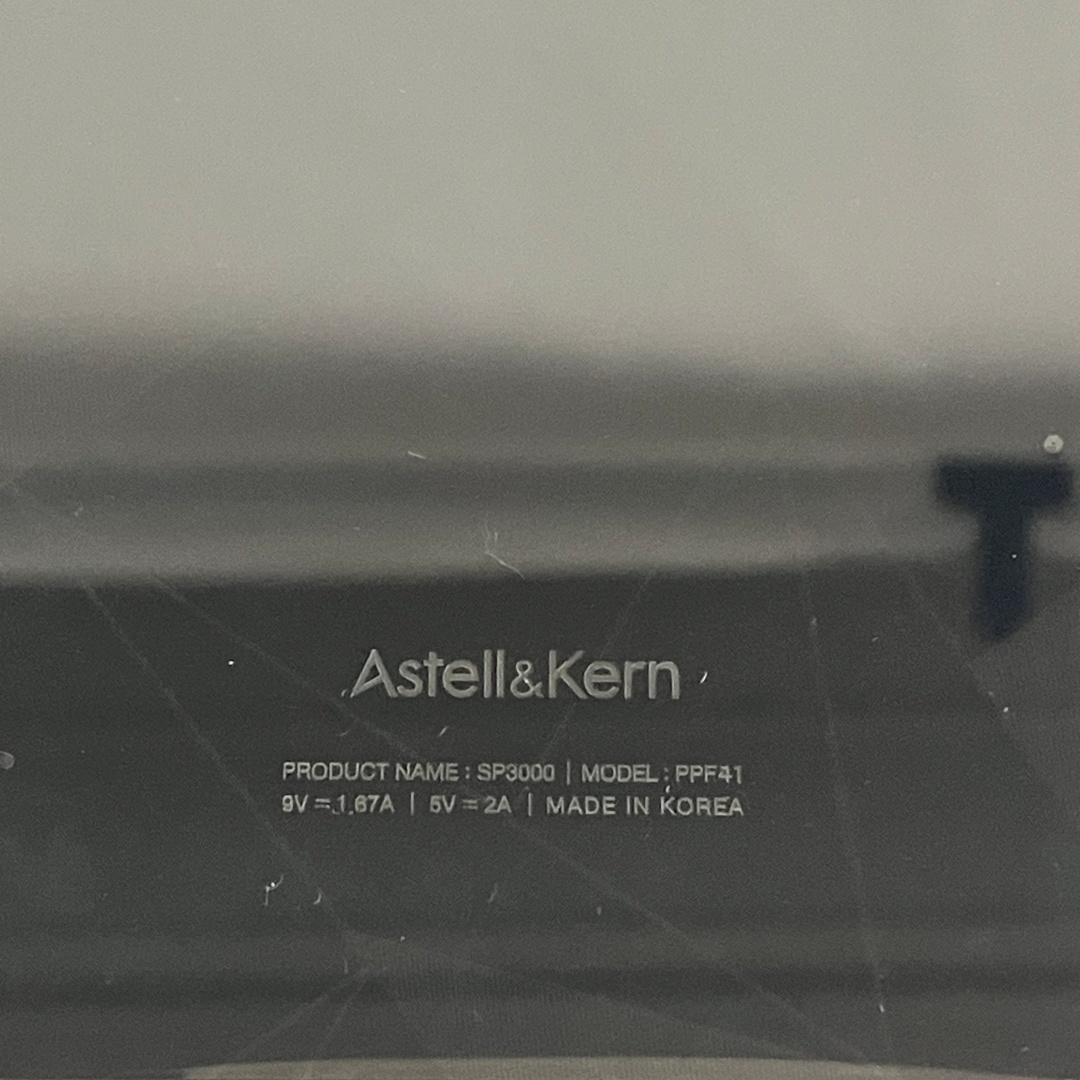 Astell&Kern
PRODUCT NAME : SP3000 | MODEL : PPF41
9V ⎓ 1.67A | 5V ⎓ 2A | MADE IN KOREA